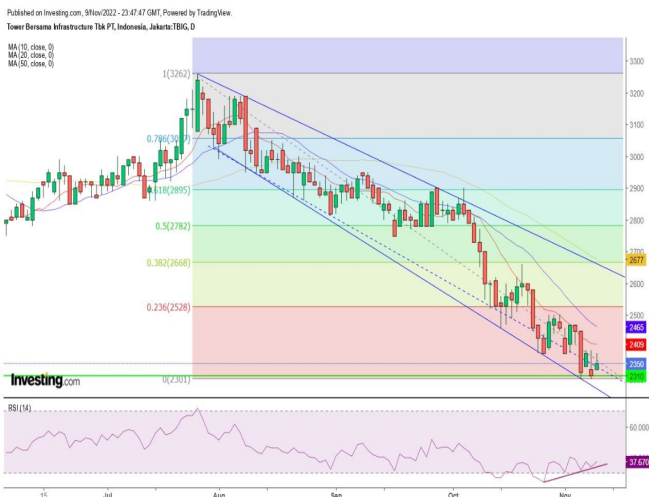 Published on Investing.com, 9/Nov/2022 - 23:47:47 GMT, Powered by TradingView.
Tower Bersama Infrastructure Tbk PT, Indonesia, Jakarta:TBIG, D
MA (10, close, 0)
MA (20, close, 0)
MA (50, close, 0)
1(3262)
0.618(2895)
0.5(2782)
0.382(2668)
0.236(2528)
0(2301)
3300
3200
3100
3000
2900
2800
2700
2677
2600
2500
2465
2409
2350
2310
Investing.com
RSI (14)
60.000
37.670
15
Jul
Aug
Sep
Oct
Nov